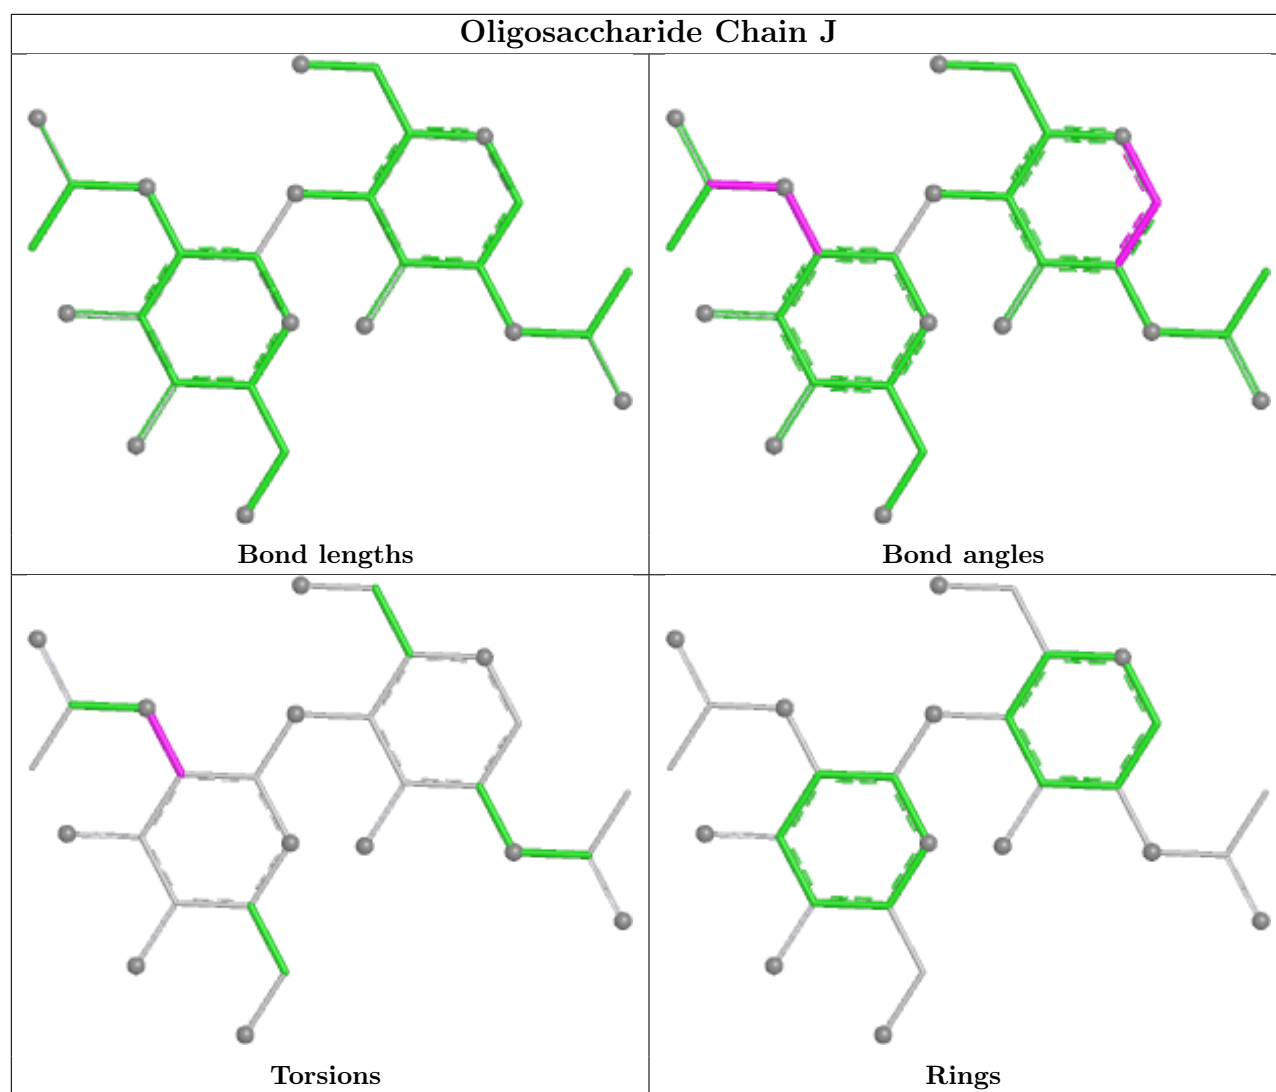 Oligosaccharide Chain J
Bond lengths
Bond angles
Torsions
Rings